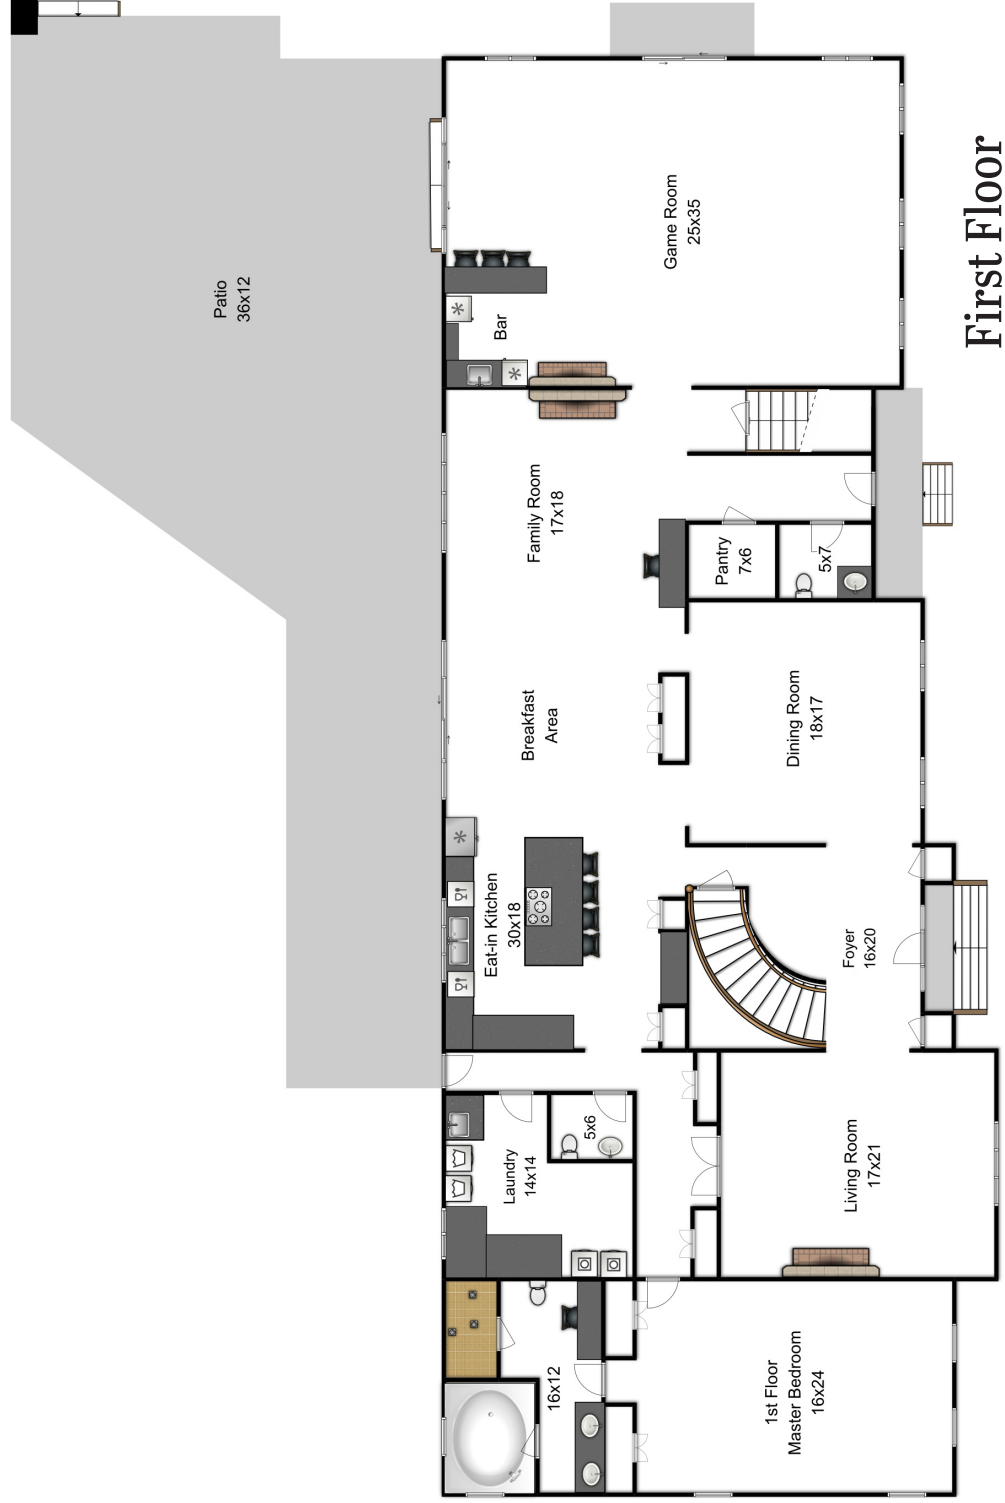 First Floor
Patio
36x12
Game Room
25x35
Bar
Family Room
17x18
Pantry
7x6
5x7
Breakfast
Area
Dining Room
18x17
Eat-in Kitchen
30x18
Foyer
16x20
Laundry
14x14
5x6
Living Room
17x21
16x12
1st Floor
Master Bedroom
16x24